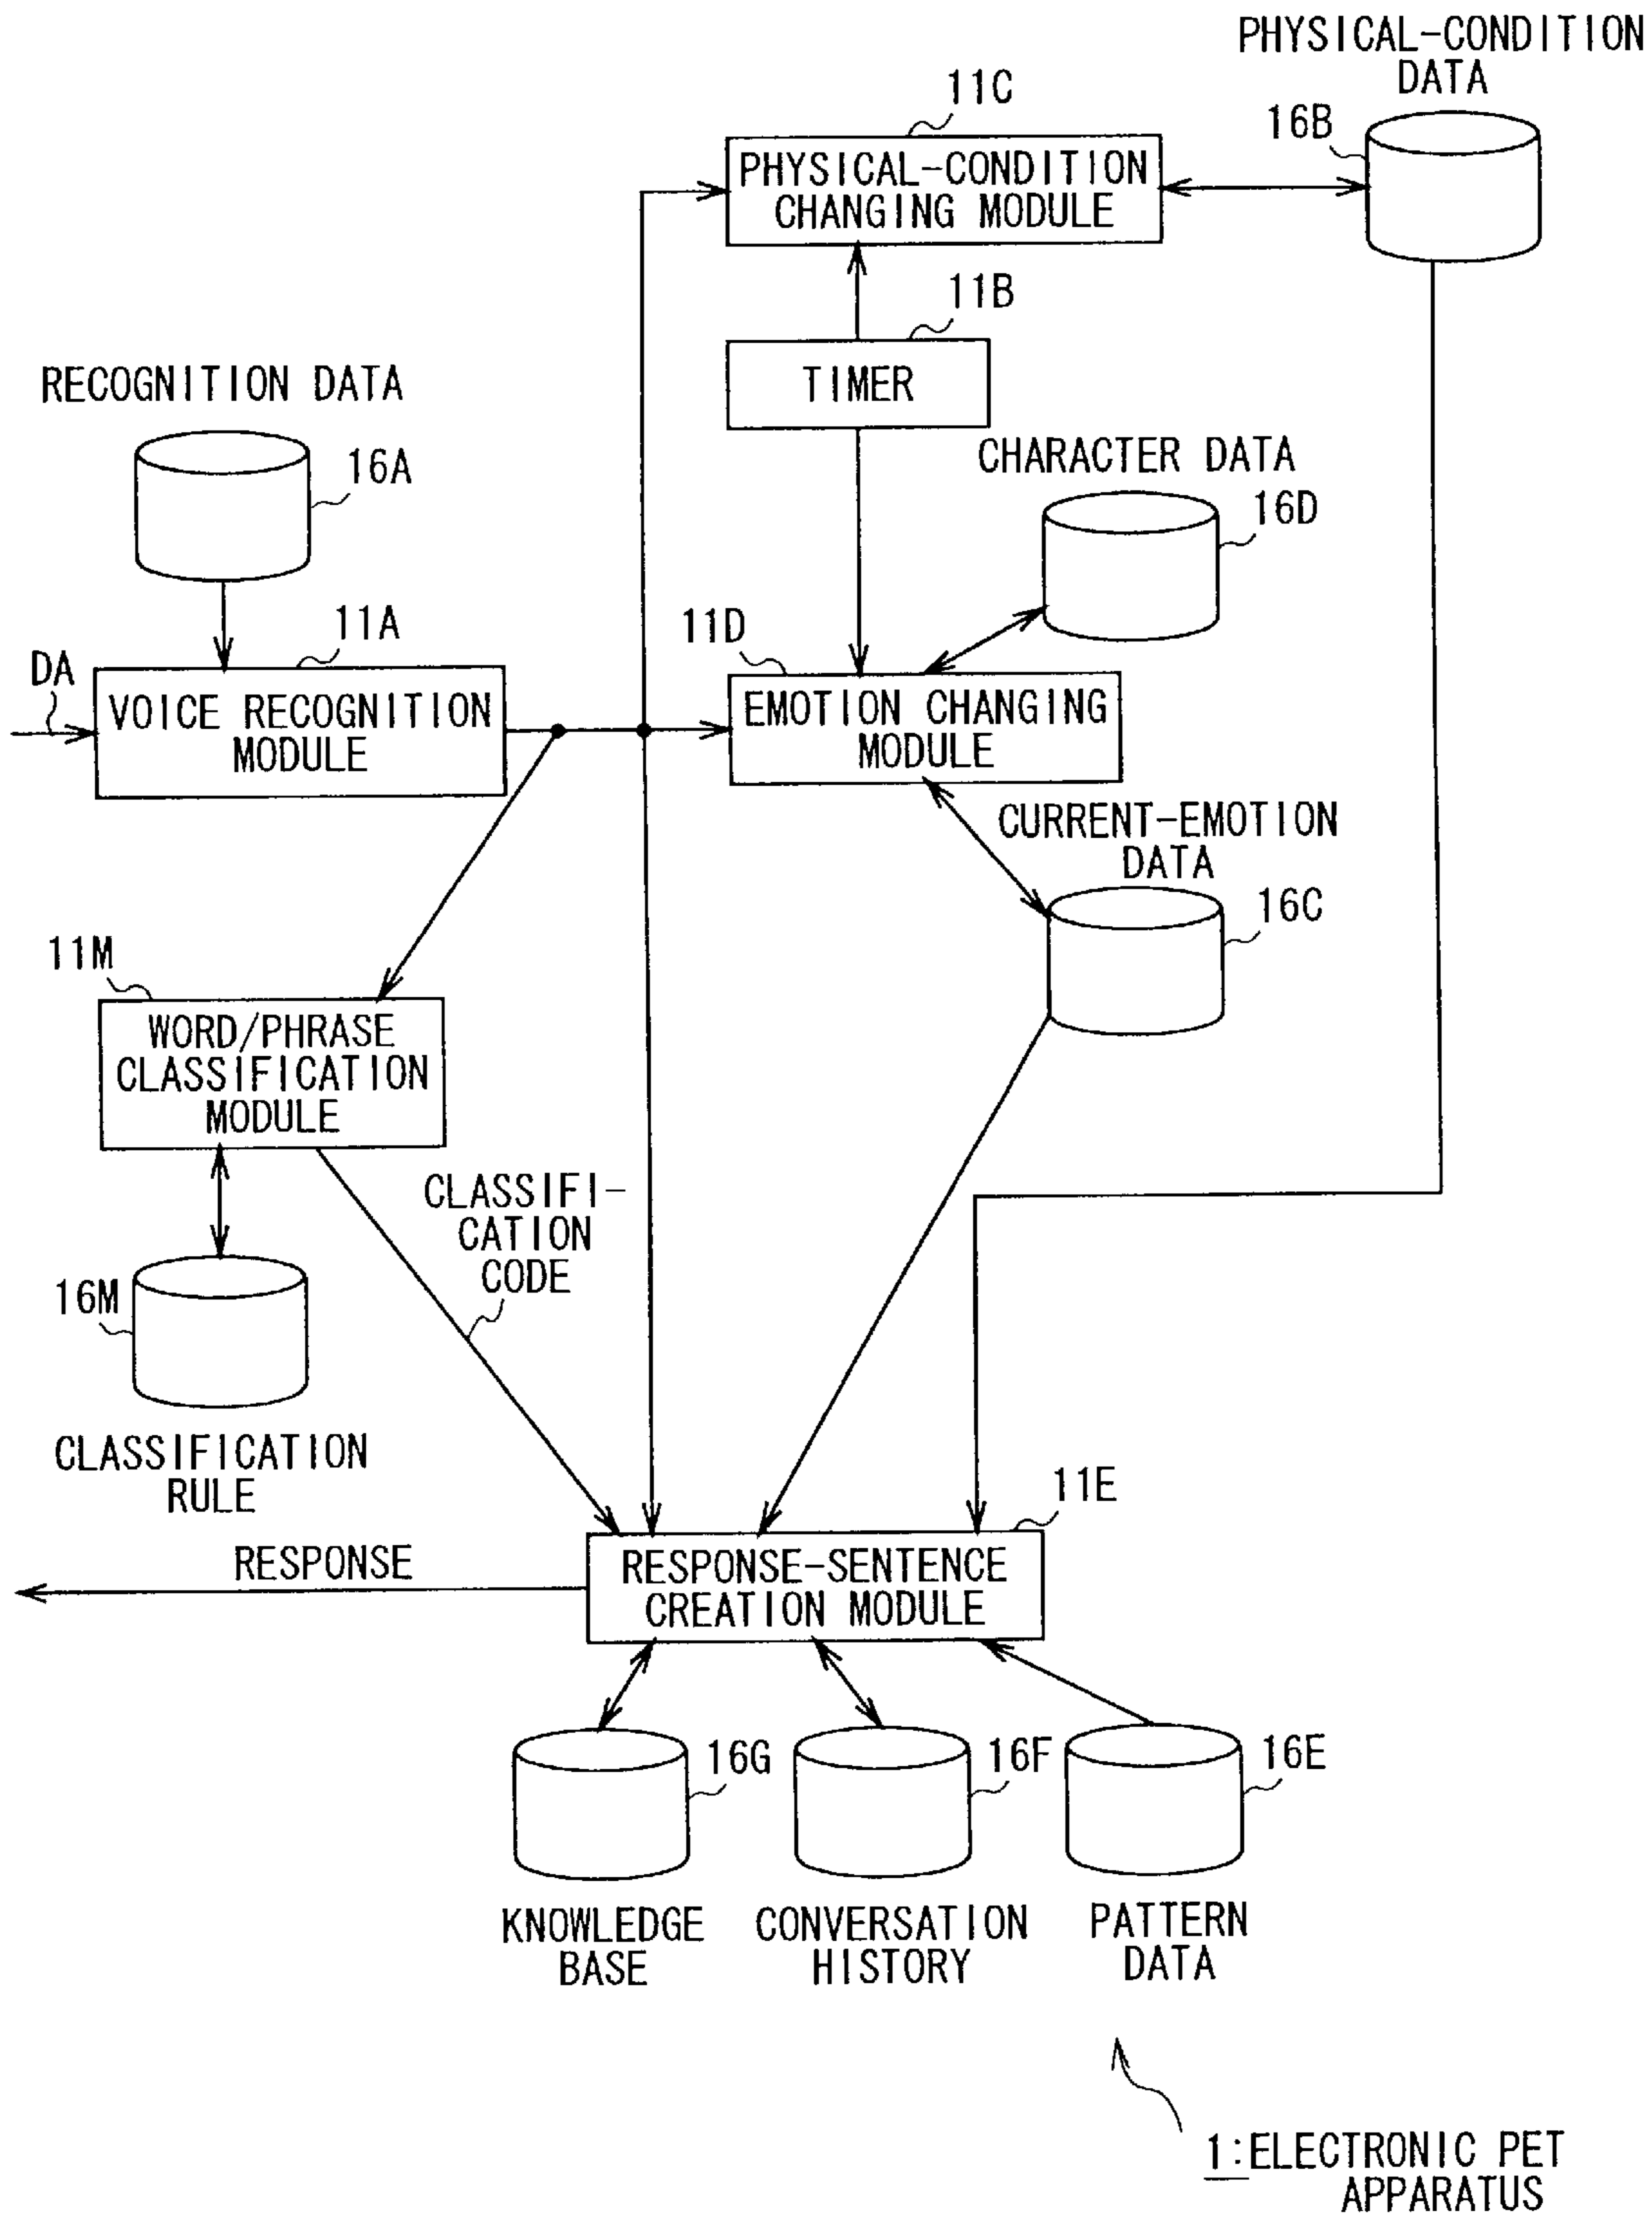 PHYSICAL-CONDITION
DATA
11C
16B
PHYSICAL-CONDITION
CHANGING MODULE
11B
TIMER
RECOGNITION DATA
16A
CHARACTER DATA
16D
11A
11D
DA
VOICE RECOGNITION
MODULE
EMOTION CHANGING
MODULE
CURRENT-EMOTION
DATA
16C
11M
WORD/PHRASE
CLASSIFICATION
MODULE
CLASSIFI-
CATION
CODE
16M
CLASSIFICATION
RULE
11E
RESPONSE
RESPONSE-SENTENCE
CREATION MODULE
16G
16F
16E
KNOWLEDGE
BASE
CONVERSATION
HISTORY
PATTERN
DATA
1:ELECTRONIC PET
APPARATUS